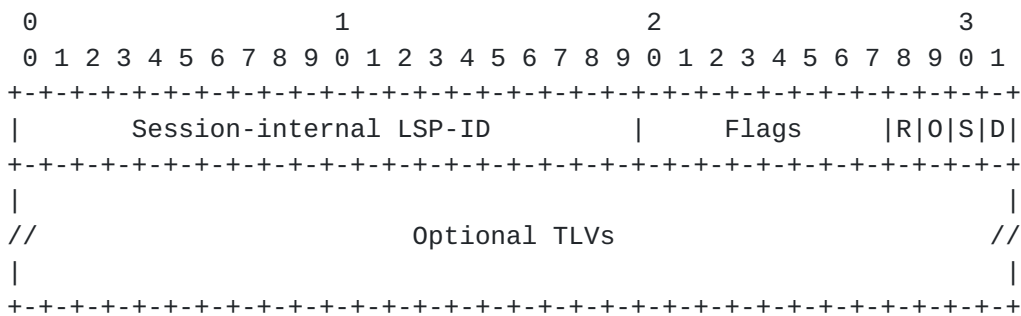 0                   1                   2                   3
 0 1 2 3 4 5 6 7 8 9 0 1 2 3 4 5 6 7 8 9 0 1 2 3 4 5 6 7 8 9 0 1
+-+-+-+-+-+-+-+-+-+-+-+-+-+-+-+-+-+-+-+-+-+-+-+-+-+-+-+-+-+-+-+-+
|       Session-internal LSP-ID         |     Flags     |R|O|S|D|
+-+-+-+-+-+-+-+-+-+-+-+-+-+-+-+-+-+-+-+-+-+-+-+-+-+-+-+-+-+-+-+-+
|                                                               |
//                        Optional TLVs                        //
|                                                               |
+-+-+-+-+-+-+-+-+-+-+-+-+-+-+-+-+-+-+-+-+-+-+-+-+-+-+-+-+-+-+-+-+